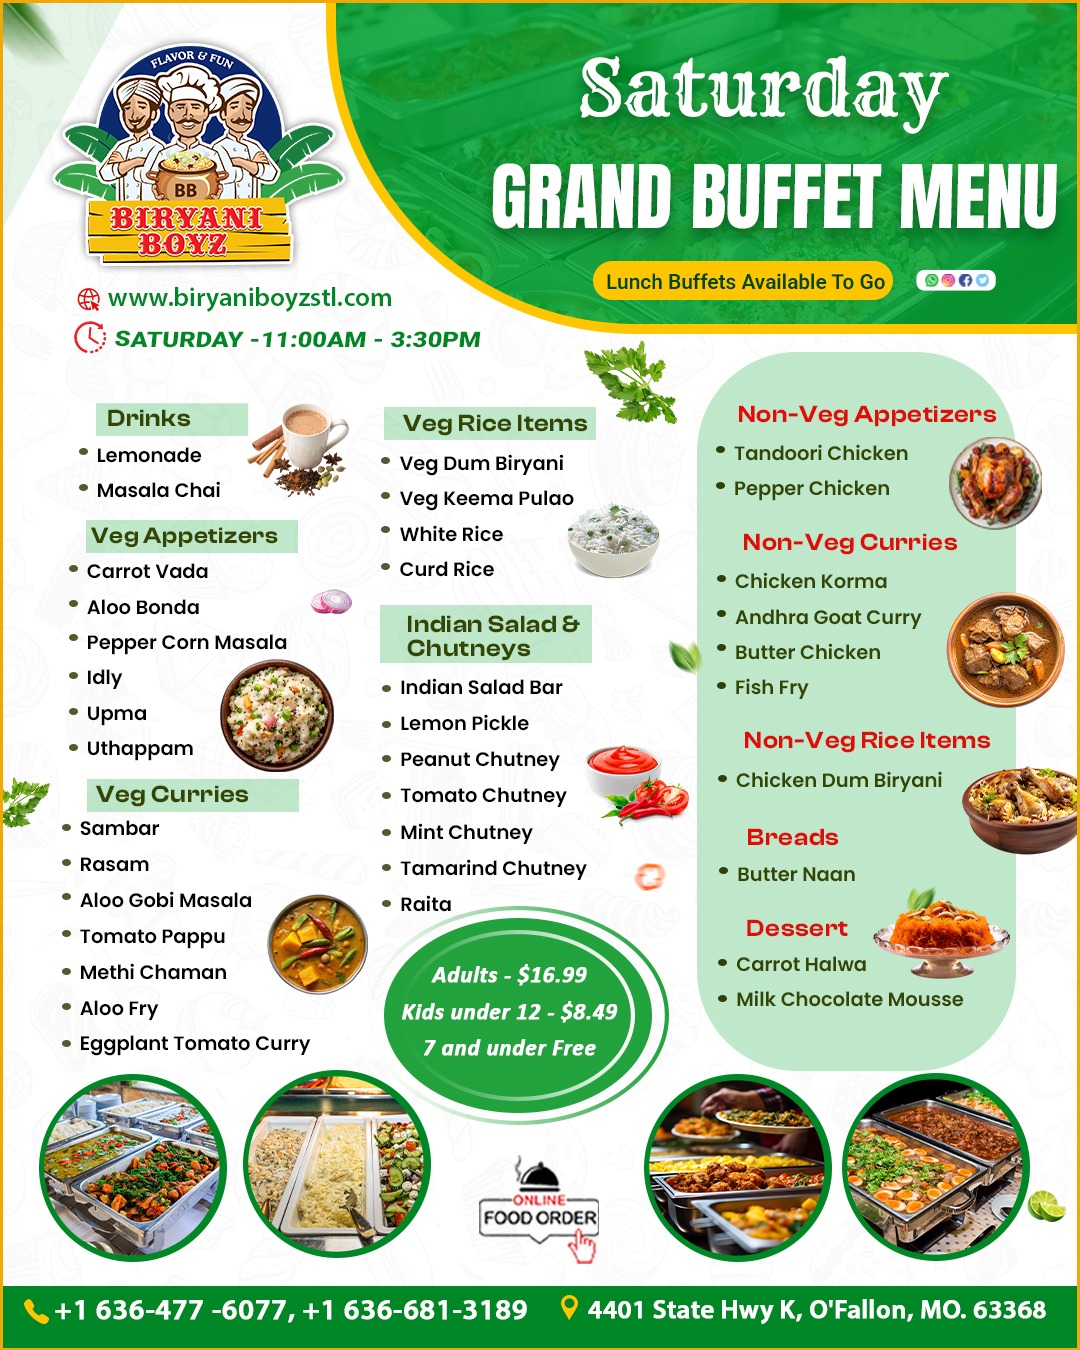 FLAVOR & FUN
BB
BIRYANI
BOYZ
www.biryaniboyzstl.com
SATURDAY -11:00AM - 3:30PM
Saturday
GRAND BUFFET MENU
Lunch Buffets Available To Go
Drinks
Lemonade
Masala Chai
Veg Appetizers
Carrot Vada
Aloo Bonda
Pepper Corn Masala
Idly
Upma
Uthappam
Veg Curries
Sambar
Rasam
Aloo Gobi Masala
Tomato Pappu
Methi Chaman
Aloo Fry
Eggplant Tomato Curry
Veg Rice Items
Veg Dum Biryani
Veg Keema Pulao
White Rice
Curd Rice
Indian Salad &
Chutneys
Indian Salad Bar
Lemon Pickle
Peanut Chutney
Tomato Chutney
Mint Chutney
Tamarind Chutney
Raita
Adults - $16.99
Kids under 12 - $8.49
7 and under Free
Non-Veg Appetizers
Tandoori Chicken
Pepper Chicken
Non-Veg Curries
Chicken Korma
Andhra Goat Curry
Butter Chicken
Fish Fry
Non-Veg Rice Items
Chicken Dum Biryani
Breads
Butter Naan
Dessert
Carrot Halwa
Milk Chocolate Mousse
ONLINE
FOOD ORDER
+1 636-477 -6077, +1 636-681-3189
4401 State Hwy K, O'Fallon, MO. 63368